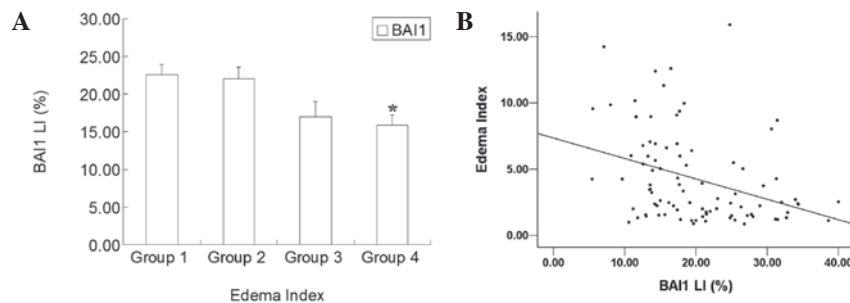 A
30.00
25.00
20.00
15.00
10.00
5.00
0.00
BAI1 LI (%)
BAI1
*
Group 1 Group 2 Group 3 Group 4
Edema Index
B
15.00
10.00
5.00
0.00
Edema Index
0.00 10.00 20.00 30.00 40.00
BAI1 LI (%)